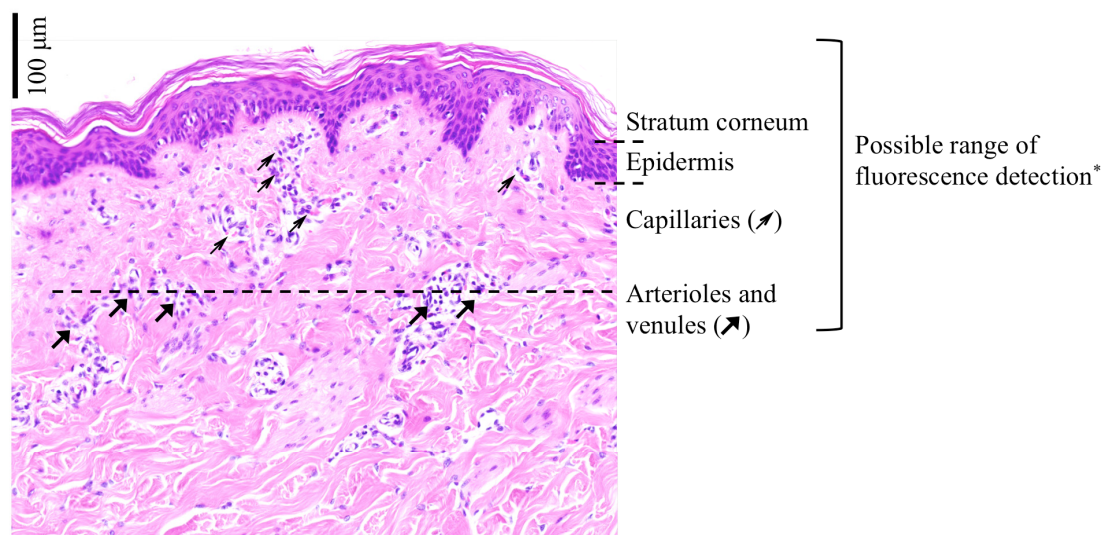 100 μm
Stratum corneum
Epidermis
Capillaries (↗)
Arterioles and
venules (↗)
Possible range of
fluorescence detection*